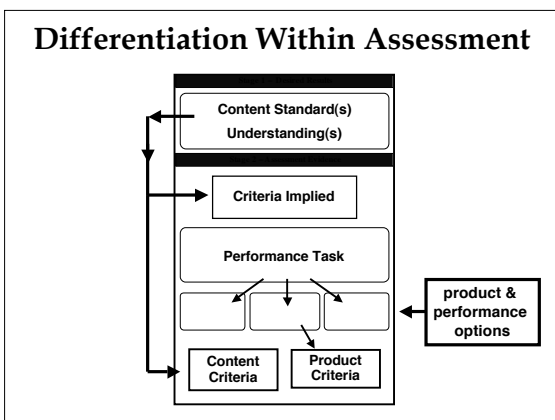 Differentiation Within Assessment
Content Standard(s)
Understanding(s)
Criteria Implied
Performance Task
product &
performance
options
Content
Criteria
Product
Criteria